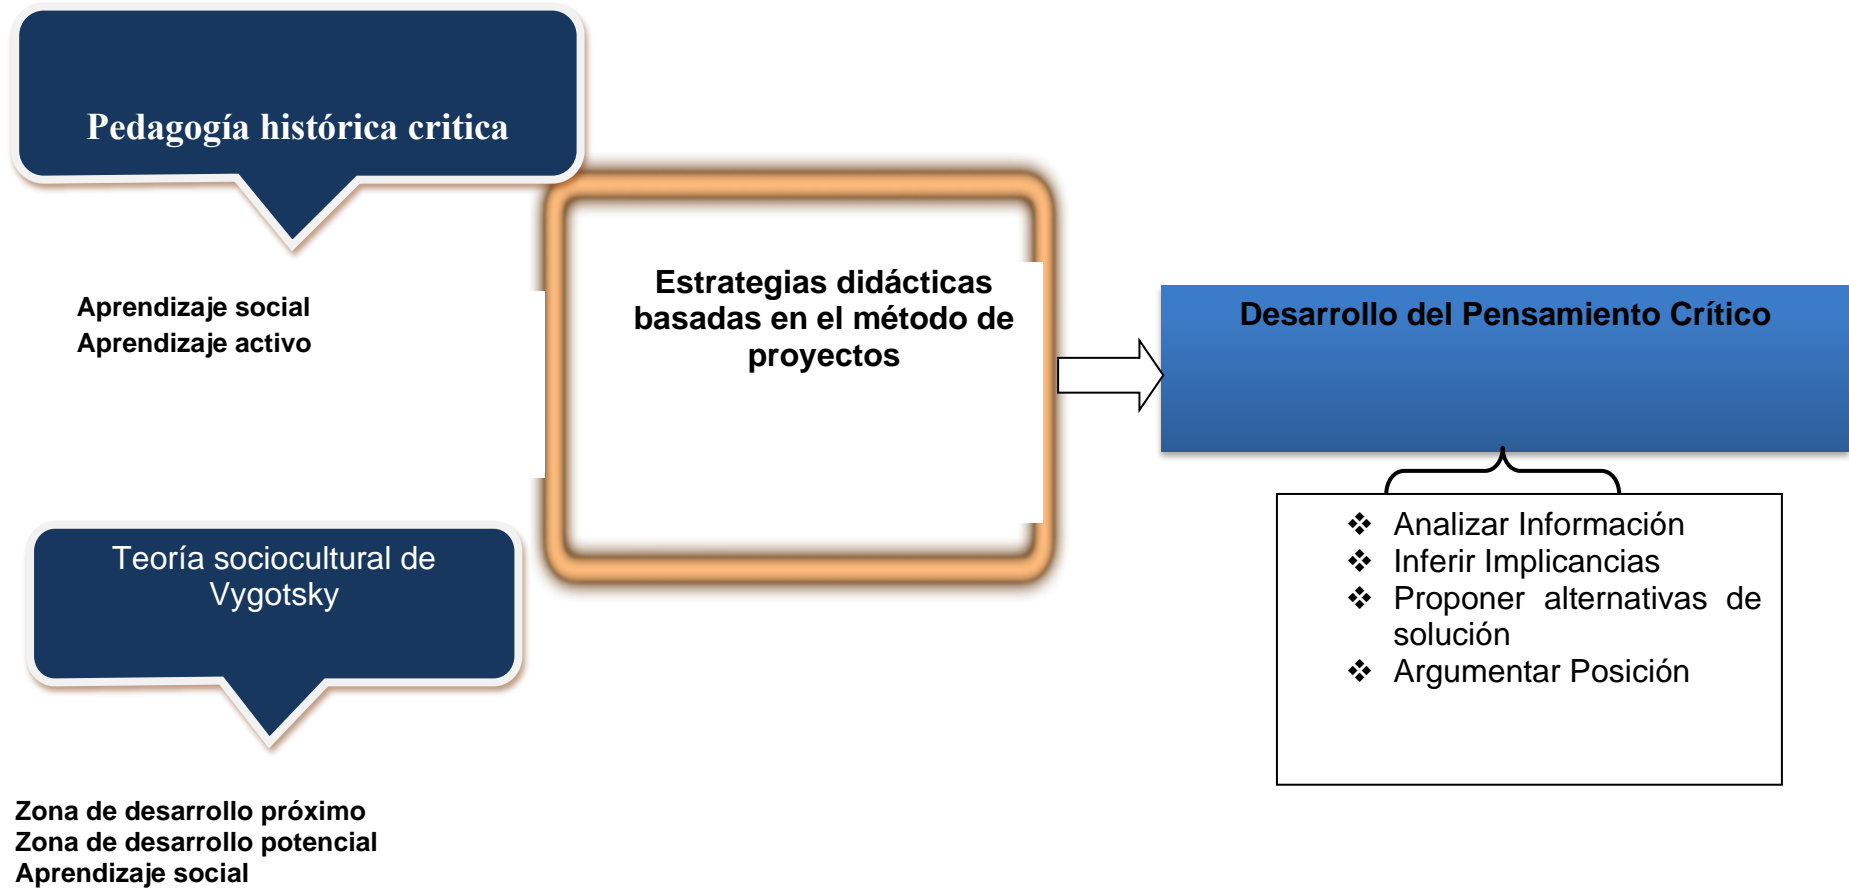 Pedagogía histórica critica
Aprendizaje social
Aprendizaje activo
Teoría sociocultural de
Vygotsky
Zona de desarrollo próximo
Zona de desarrollo potencial
Aprendizaje social
Estrategias didácticas
basadas en el método de
proyectos
Desarrollo del Pensamiento Crítico
❖ Analizar Información
❖ Inferir Implicancias
❖ Proponer alternativas de
solución
❖ Argumentar Posición